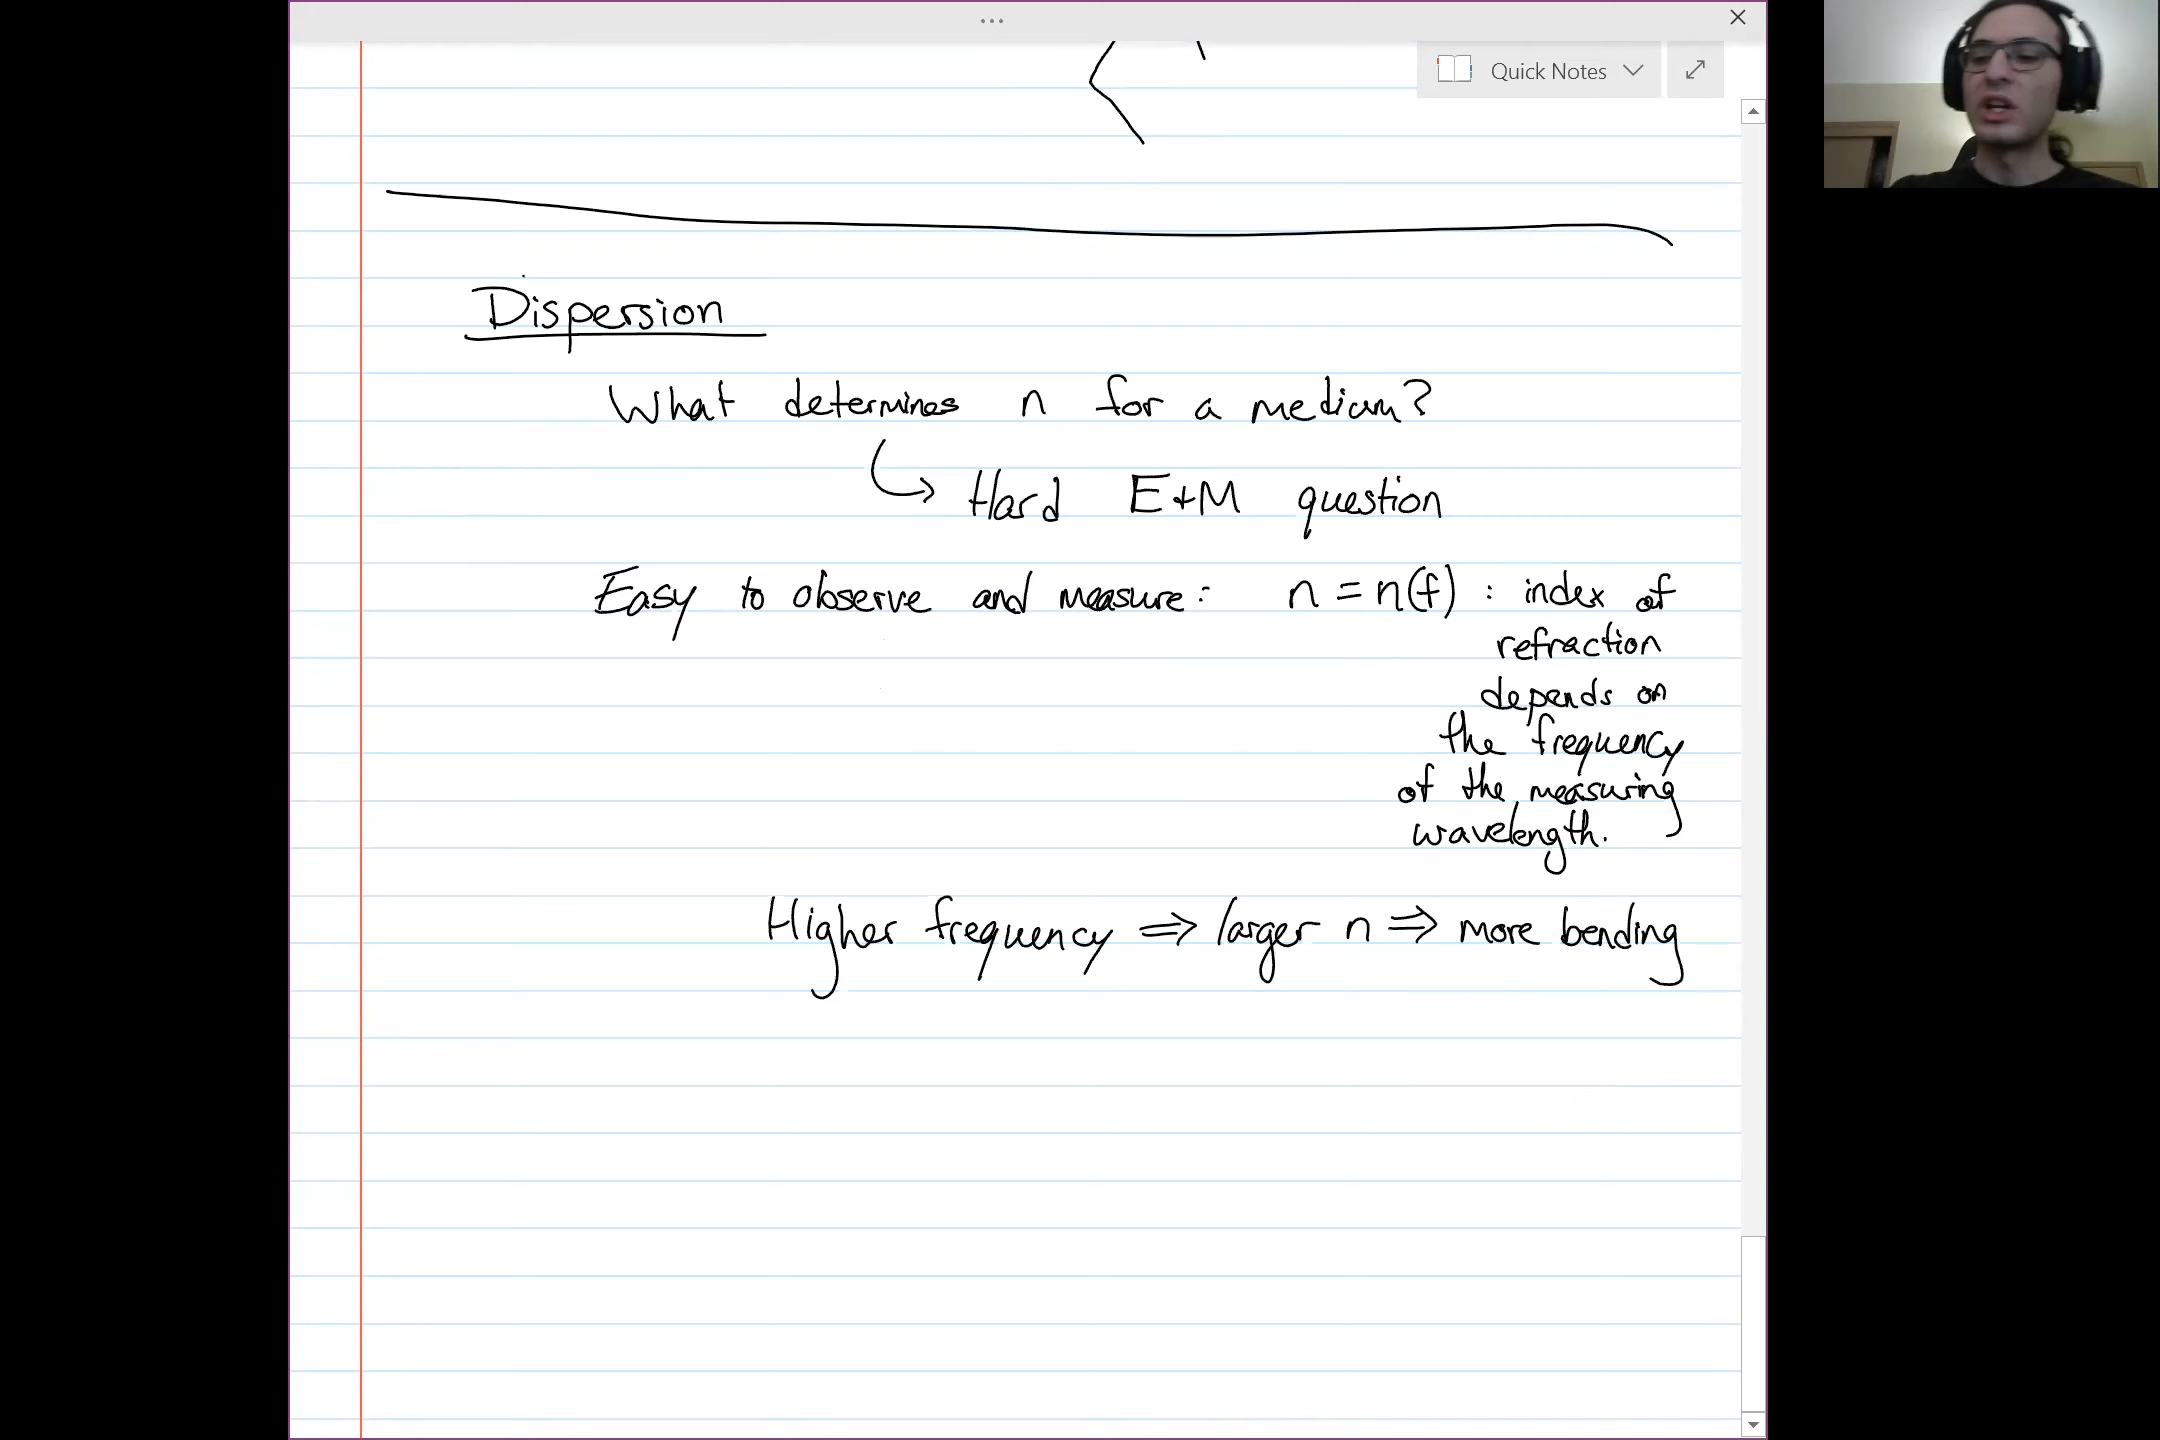 Quick Notes
Dispersion
What determines n for a medium?
Hard E+M question
Easy to observe and measure: n = n(f) : index of
refraction
depends on
the frequency
of the measuring
wavelength.
Higher frequency ⇒ larger n ⇒ more bending